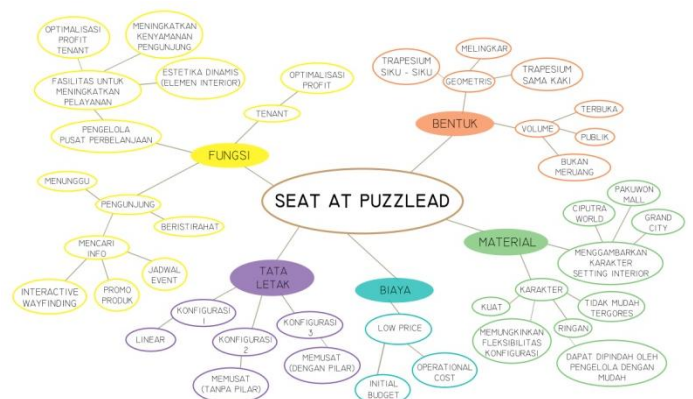 OPTIMALISASI
PROFIT
TENANT
MENINGKATKAN
KENYAMANAN
PENGUNJUNG
FASILITAS UNTUK
MENINGKATKAN
PELAYANAN
ESTETIKA DINAMIS
(ELEMEN INTERIOR)
PENGELOLA
PUSAT PERBELANJAAN
OPTIMALISASI
PROFIT
TENANT
FUNGSI
MENUNGGU
PENGUNJUNG
BERISTIRAHAT
MENCARI
INFO
INTERACTIVE
WAYFINDING
PROMO
PRODUK
JADWAL
EVENT
SEAT AT PUZZLEAD
BENTUK
GEOMETRIS
TRAPESIUM
SIKU - SIKU
MELINGKAR
TRAPESIUM
SAMA KAKI
VOLUME
TERBUKA
PUBLIK
BUKAN
MERUANG
MATERIAL
MENGGAMBARKAN
KARAKTER
SETTING INTERIOR
CIPUTRA
WORLD
PAKUWON
MALL
GRAND
CITY
KARAKTER
KUAT
MEMUNGKINKAN
FLEKSIBILITAS
KONFIGURASI
RINGAN
TIDAK MUDAH
TERGORES
DAPAT DIPINDAH OLEH
PENGELOLA DENGAN
MUDAH
BIAYA
LOW PRICE
INITIAL
BUDGET
OPERATIONAL
COST
TATA
LETAK
KONFIGURASI
1
LINEAR
KONFIGURASI
2
MEMUSAT
(TANPA PILAR)
KONFIGURASI
3
MEMUSAT
(DENGAN PILAR)